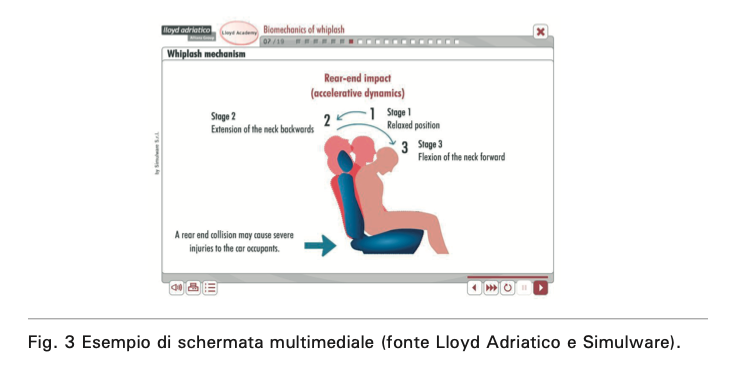 lloyd adriatico
Lloyd Academy
Biomechanics of whiplash
07 / 19
Whiplash mechanism
Rear-end impact
(accelerative dynamics)
Stage 2
Extension of the neck backwards
2
1
Stage 1
Relaxed position
3
Stage 3
Flexion of the neck forward
by Simulware S.r.l.
A rear end collision may cause severe
injuries to the car occupants.
Fig. 3 Esempio di schermata multimediale (fonte Lloyd Adriatico e Simulware).